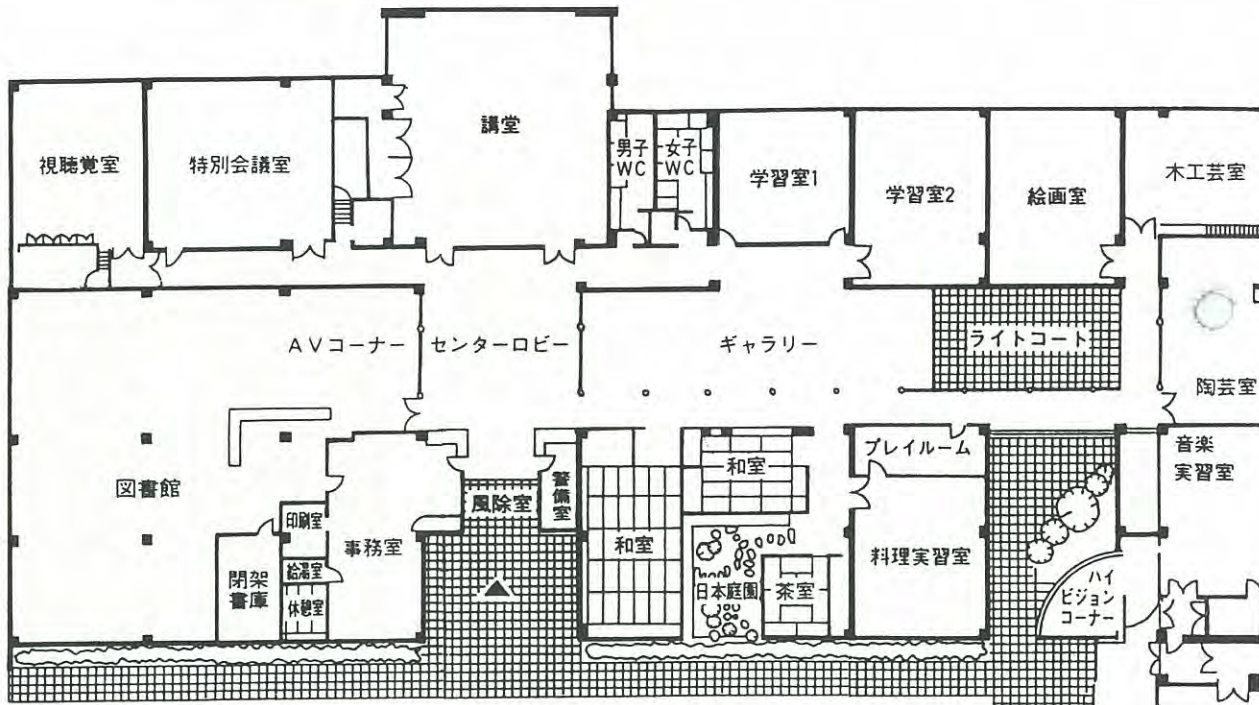 講堂
視聴覚室
特別会議室
男子
WC
女子
WC
学習室1
学習室2
絵画室
木工芸室
AVコーナー
センターロビー
ギャラリー
ライトコート
陶芸室
図書館
印刷室
給湯室
休憩室
閉架
書庫
事務室
風除室
警備室
和室
和室
日本庭園
茶室
プレイルーム
料理実習室
音楽
実習室
ハイ
ビジョン
コーナー